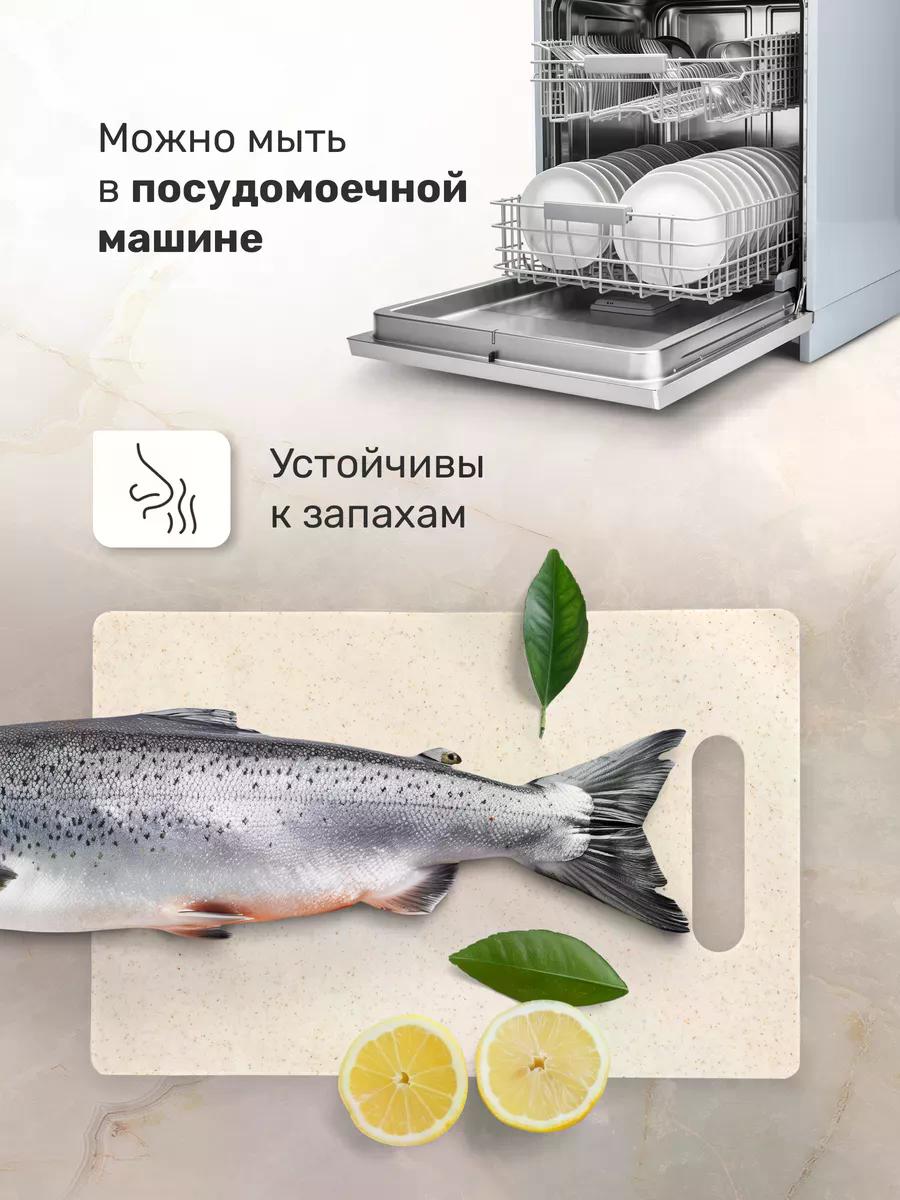 Можно мыть
в посудомоечной
машине
Устойчивы
к запахам